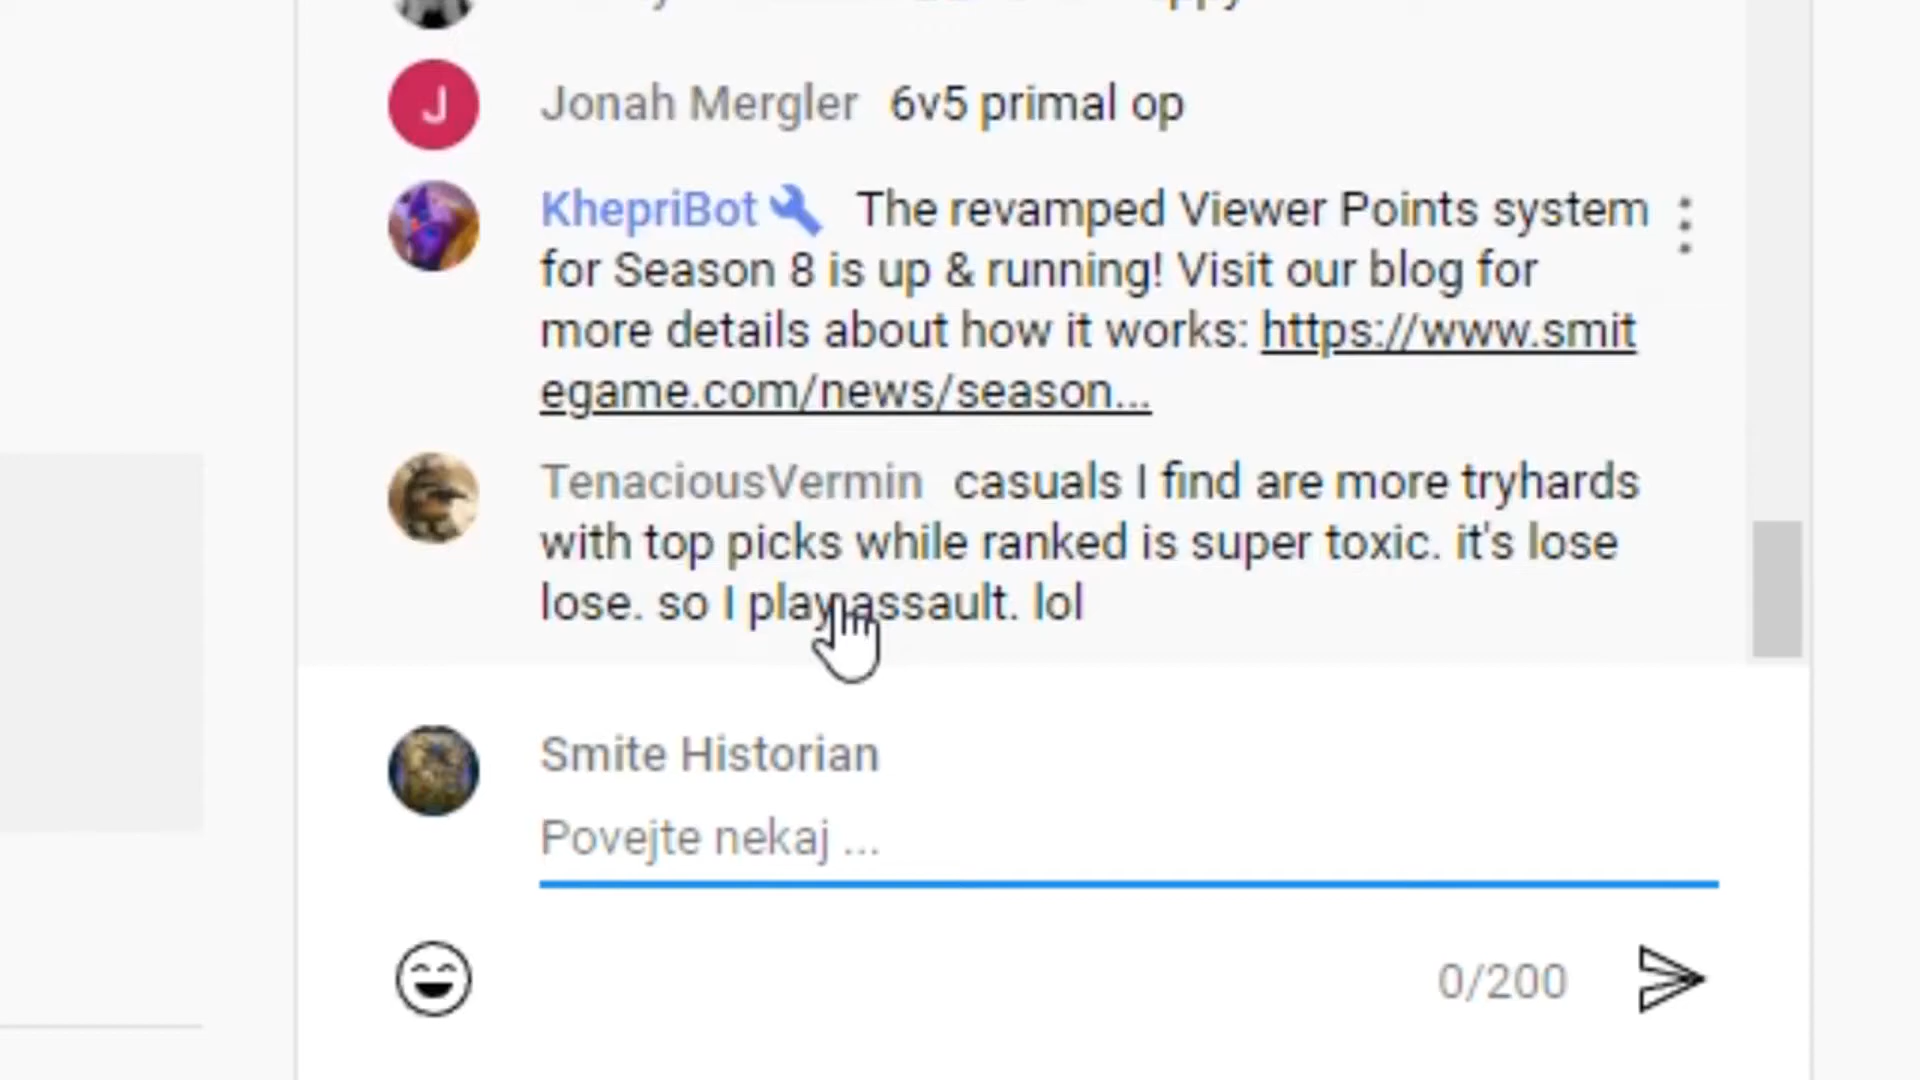 J
Jonah Mergler 6v5 primal op
KhepriBot The revamped Viewer Points system
for Season 8 is up & running! Visit our blog for
more details about how it works: https://www.smit
egame.com/news/season...
TenaciousVermin casuals I find are more tryhards
with top picks while ranked is super toxic. it's lose
lose. so I play assault. lol
Smite Historian
Povejte nekaj ...
0/200